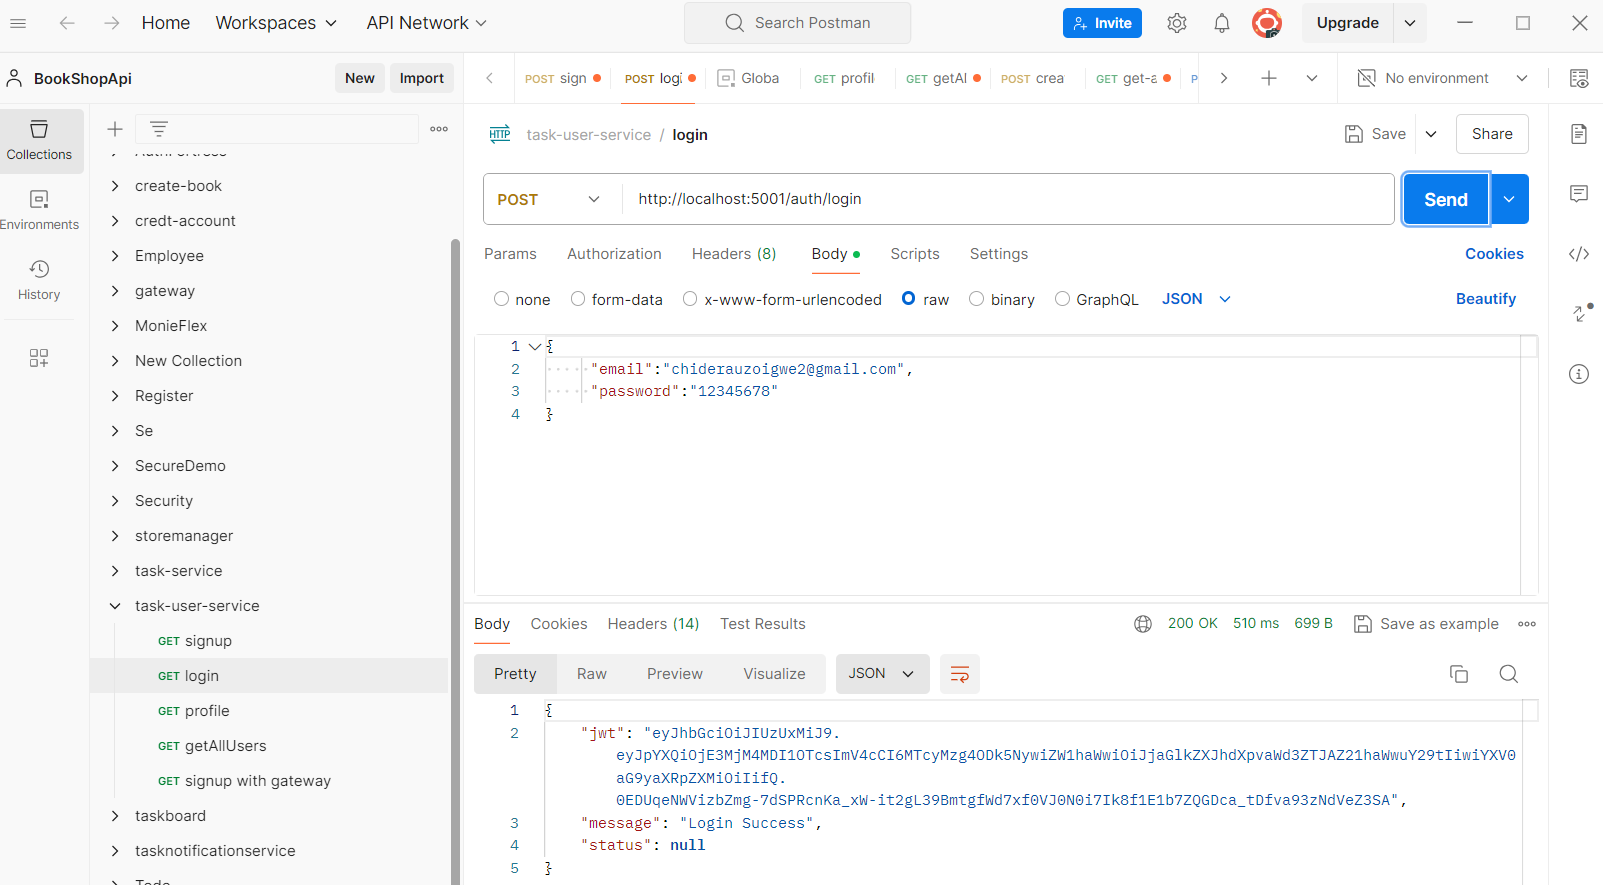 Home
Workspaces
API Network
Search Postman
Invite
Upgrade
BookShopApi
New
Import
POST sign
POST logi
Globa
GET profil
GET getAl
POST crea
GET get-a
No environment
Collections
Environments
History
create-book
credt-account
Employee
gateway
MonieFlex
New Collection
Register
Se
SecureDemo
Security
storemanager
task-service
task-user-service
GET signup
GET login
GET profile
GET getAllUsers
GET signup with gateway
taskboard
tasknotificationservice
HTTP task-user-service / login
Save
Share
POST
http://localhost:5001/auth/login
Send
Params Authorization Headers (8) Body Scripts Settings
Cookies
none form-data x-www-form-urlencoded raw binary GraphQL JSON
Beautify
1 {
2 "email":"chiderauzoigwe2@gmail.com",
3 "password":"12345678"
4 }
Body Cookies Headers (14) Test Results
200 OK 510 ms 699 B Save as example
Pretty Raw Preview Visualize JSON
1 {
2 "jwt": "eyJhbGciOiJIUzUxMiJ9.
eyJpYXQiOjE3MjM4MDI1OTcsImV4cCI6MTcyMzg4ODk5NywiZW1haWwiOiJjaGlkZXJhdXpvaWd3ZTJAZ21haWwuY29tIiwiYXV0
aG9yaXRpZXMiOiIifQ.
0EDUqeNWVizbZmg-7dSPRcnKa_xW-it2gL39BmtgfWd7xf0VJ0N0i7Ik8f1E1b7ZQGDca_tDfva93zNdVeZ3SA",
3 "message": "Login Success",
4 "status": null
5 }